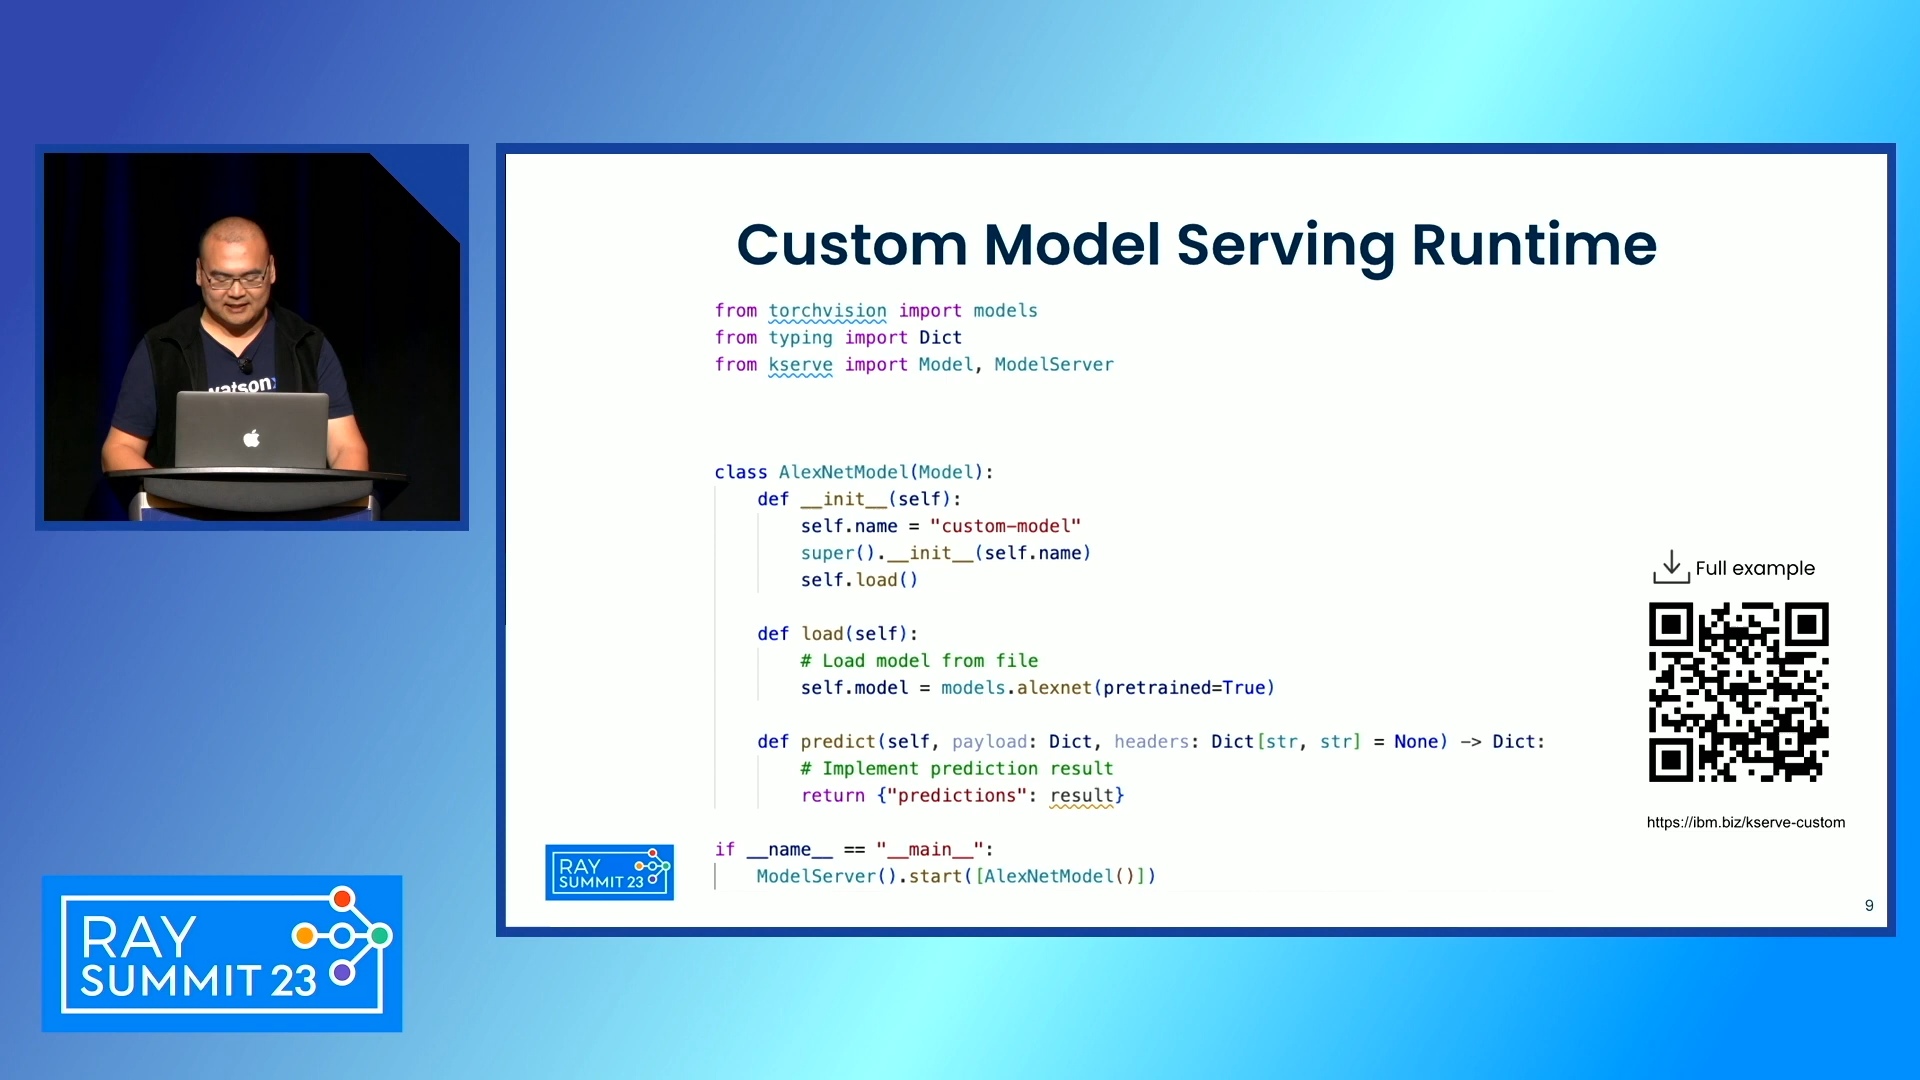 watson
RAY
SUMMIT 23
Custom Model Serving Runtime
from torchvision import models
from typing import Dict
from kserve import Model, ModelServer
class AlexNetModel(Model):
def __init__(self):
self.name = "custom-model"
super().__init__(self.name)
self.load()
def load(self):
# Load model from file
self.model = models.alexnet(pretrained=True)
def predict(self, payload: Dict, headers: Dict[str, str] = None) -> Dict:
# Implement prediction result
return {"predictions": result}
if __name__ == "__main__":
ModelServer().start([AlexNetModel()])
Full example
https://ibm.biz/kserve-custom
RAY
SUMMIT 23
9